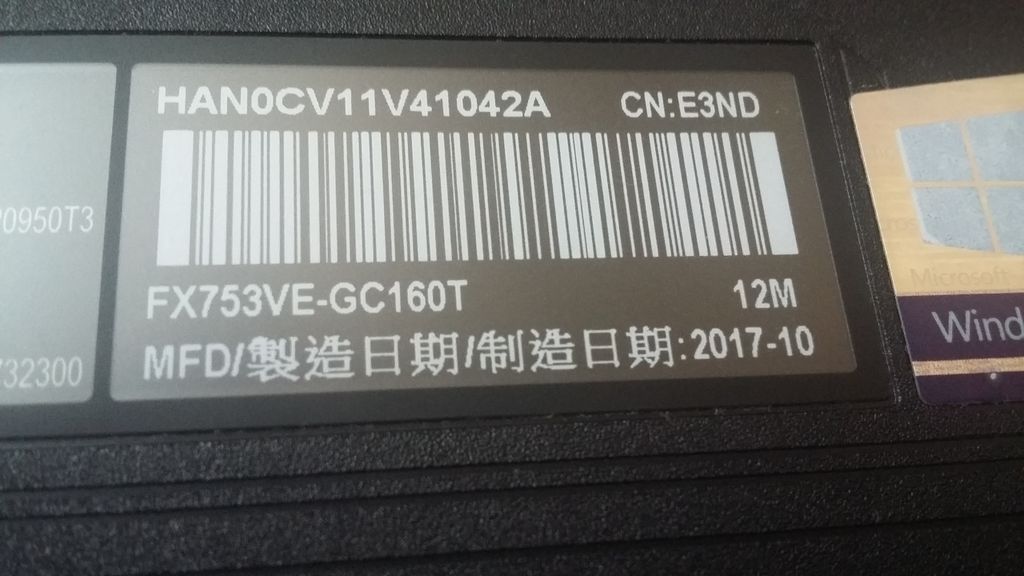 HAN0CV11V41042A CN:E3ND
0950T3
FX753VE-GC160T 12M
MFD/製造日期/制造日期:2017-10
732300
Microsoft
Wind